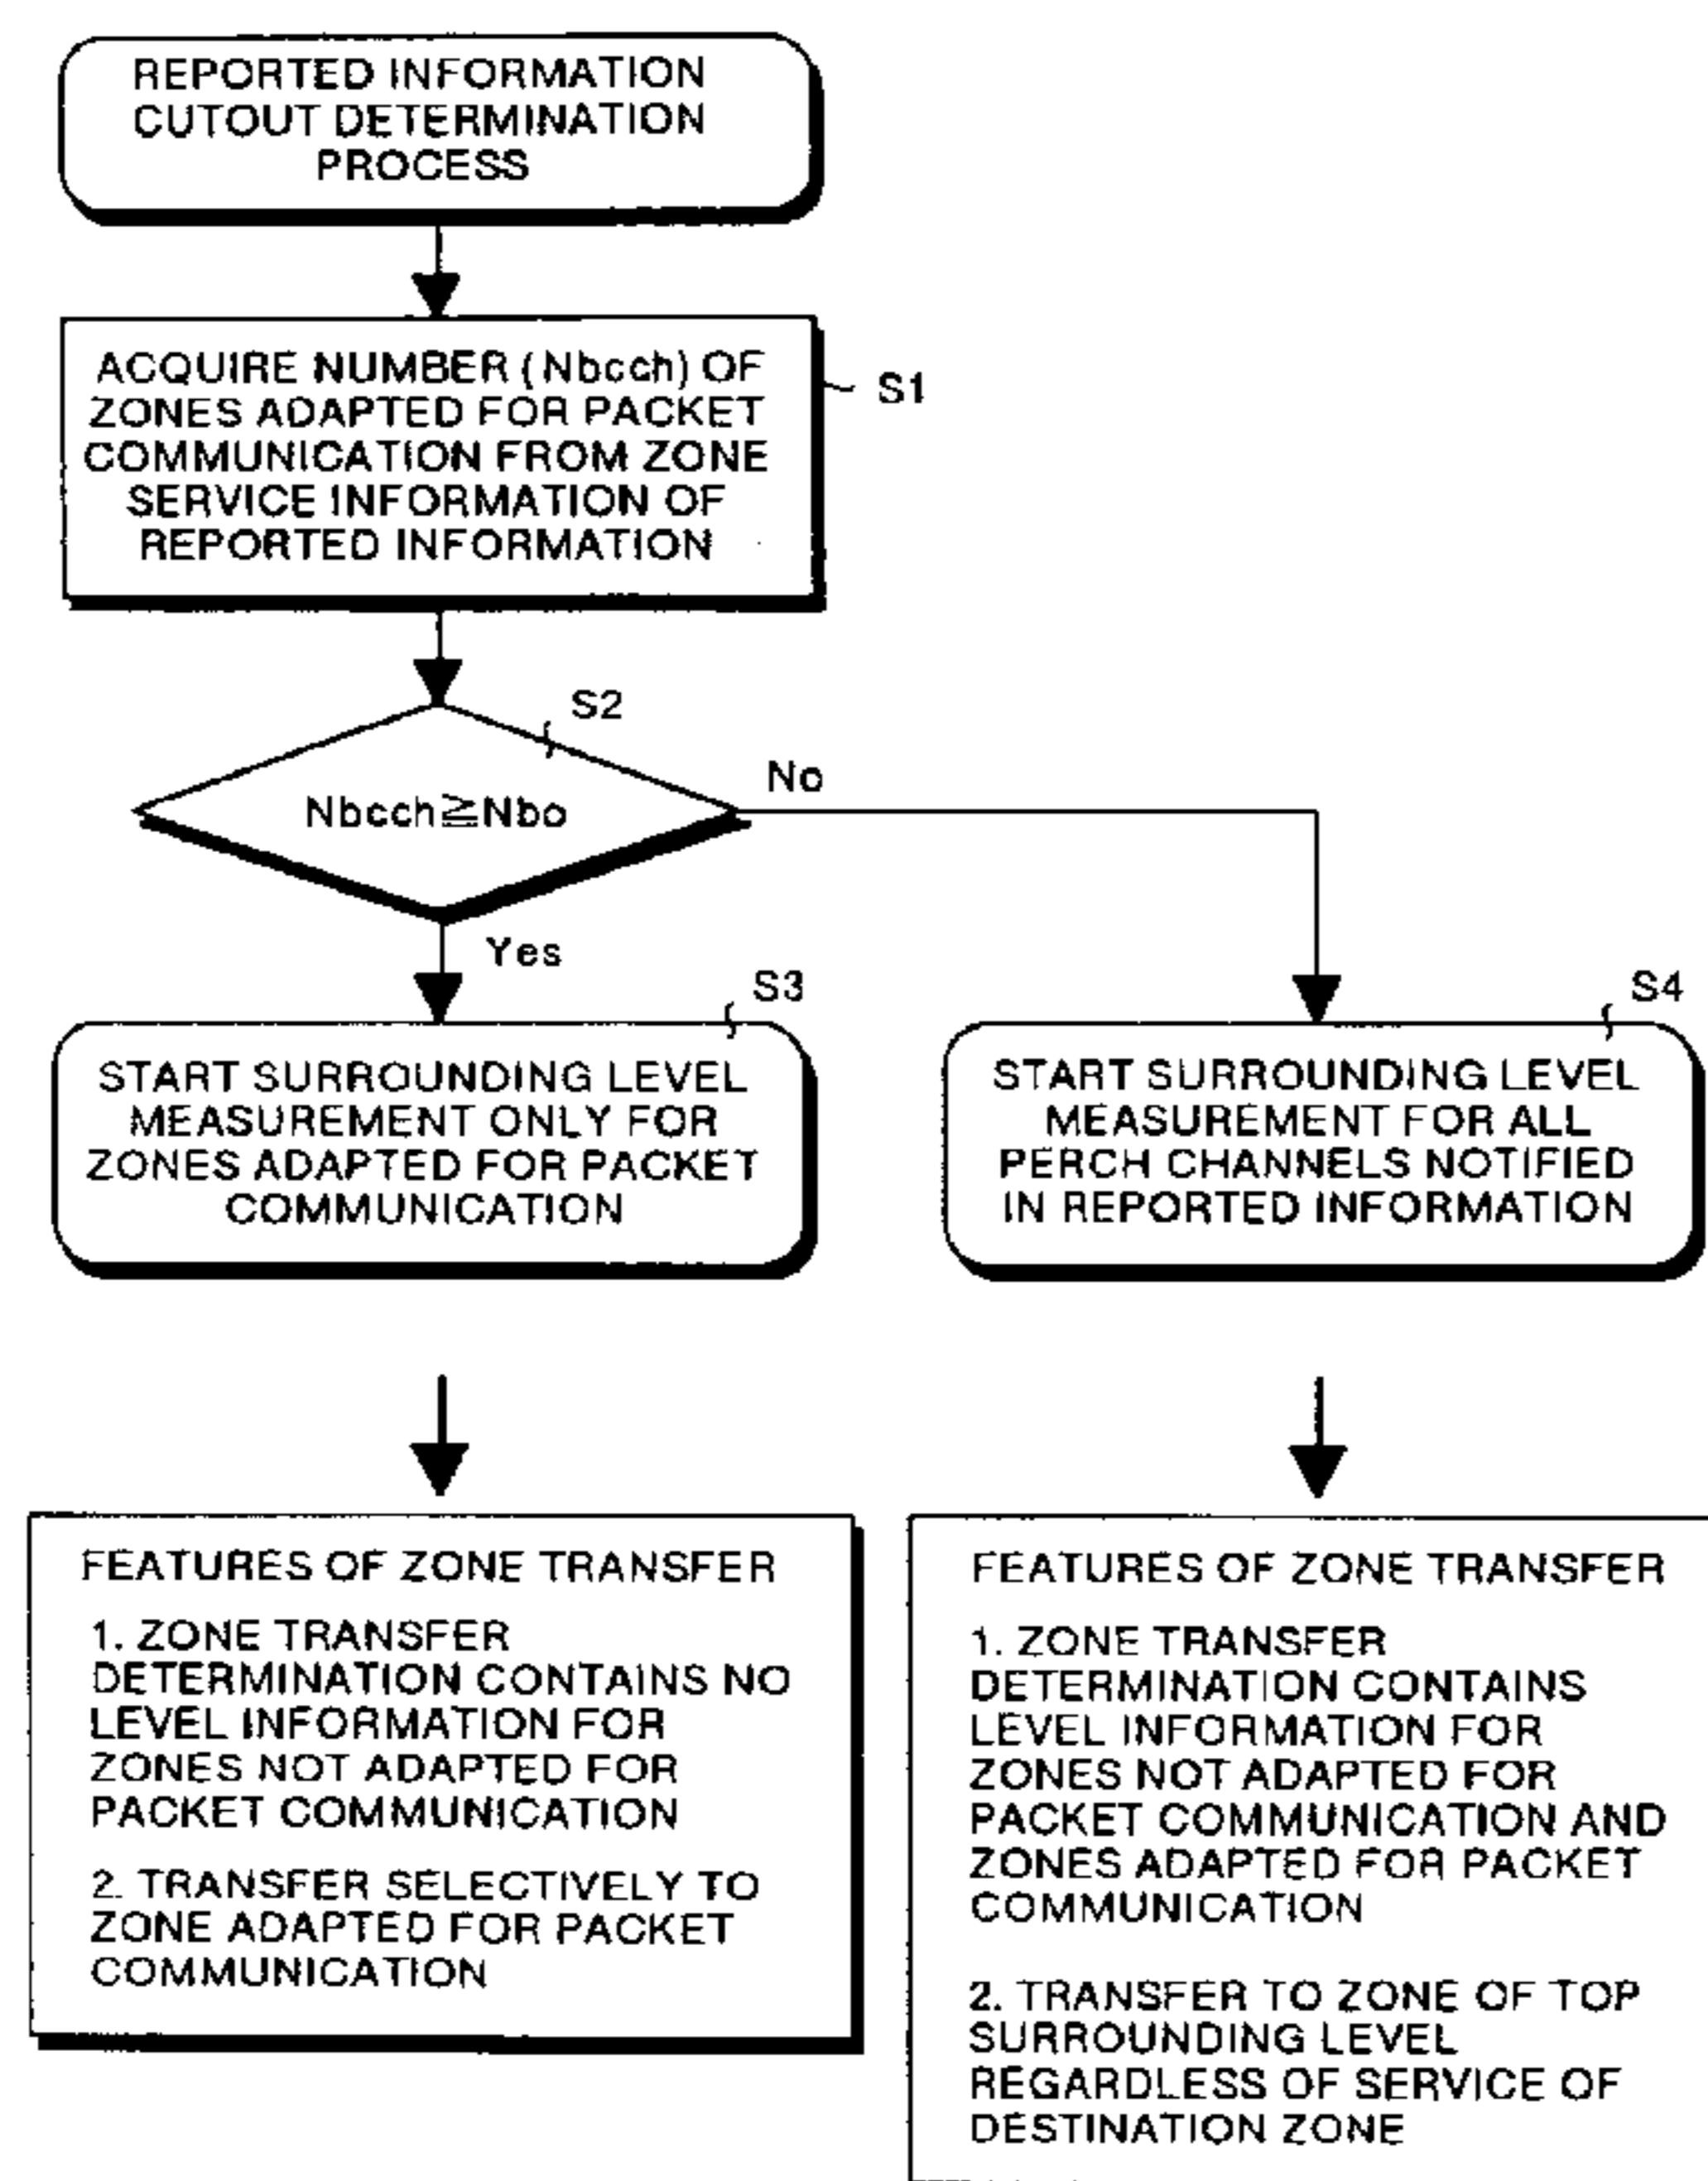 REPORTED INFORMATION
CUTOUT DETERMINATION
PROCESS
ACQUIRE NUMBER (Nbcch) OF
ZONES ADAPTED FOR PACKET
COMMUNICATION FROM ZONE
SERVICE INFORMATION OF
REPORTED INFORMATION
S1
S2
Nbcch≧Nbo
No
Yes
S3
START SURROUNDING LEVEL
MEASUREMENT ONLY FOR
ZONES ADAPTED FOR PACKET
COMMUNICATION
S4
START SURROUNDING LEVEL
MEASUREMENT FOR ALL
PERCH CHANNELS NOTIFIED
IN REPORTED INFORMATION
FEATURES OF ZONE TRANSFER
1. ZONE TRANSFER
DETERMINATION CONTAINS NO
LEVEL INFORMATION FOR
ZONES NOT ADAPTED FOR
PACKET COMMUNICATION
2. TRANSFER SELECTIVELY TO
ZONE ADAPTED FOR PACKET
COMMUNICATION
FEATURES OF ZONE TRANSFER
1. ZONE TRANSFER
DETERMINATION CONTAINS
LEVEL INFORMATION FOR
ZONES NOT ADAPTED FOR
PACKET COMMUNICATION AND
ZONES ADAPTED FOR PACKET
COMMUNICATION
2. TRANSFER TO ZONE OF TOP
SURROUNDING LEVEL
REGARDLESS OF SERVICE OF
DESTINATION ZONE